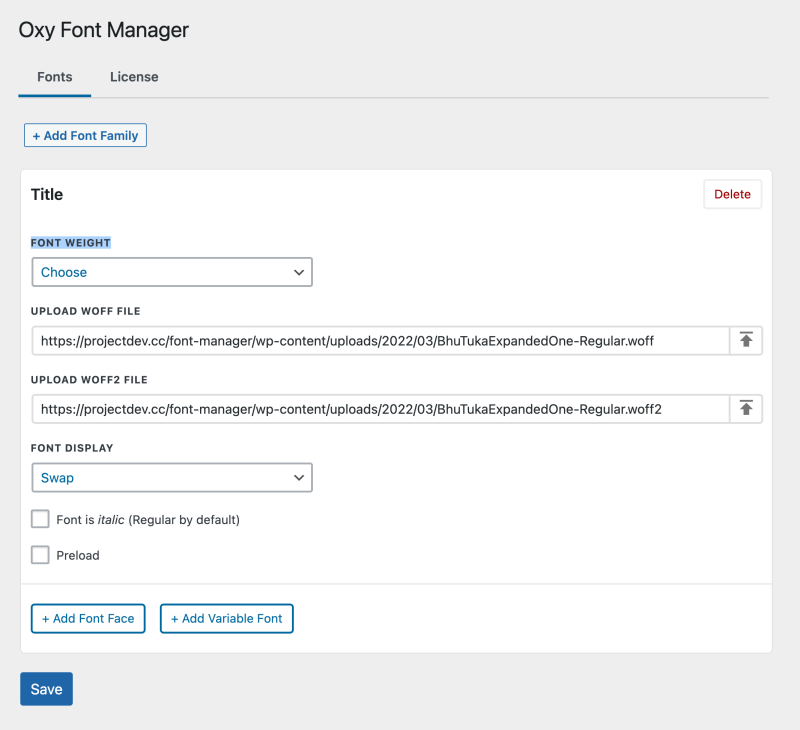 Oxy Font Manager
Fonts License
+ Add Font Family
Title Delete
FONT WEIGHT
Choose
UPLOAD WOFF FILE
https://projectdev.cc/font-manager/wp-content/uploads/2022/03/BhuTukaExpandedOne-Regular.woff
UPLOAD WOFF2 FILE
https://projectdev.cc/font-manager/wp-content/uploads/2022/03/BhuTukaExpandedOne-Regular.woff2
FONT DISPLAY
Swap
Font is italic (Regular by default)
Preload
+ Add Font Face + Add Variable Font
Save